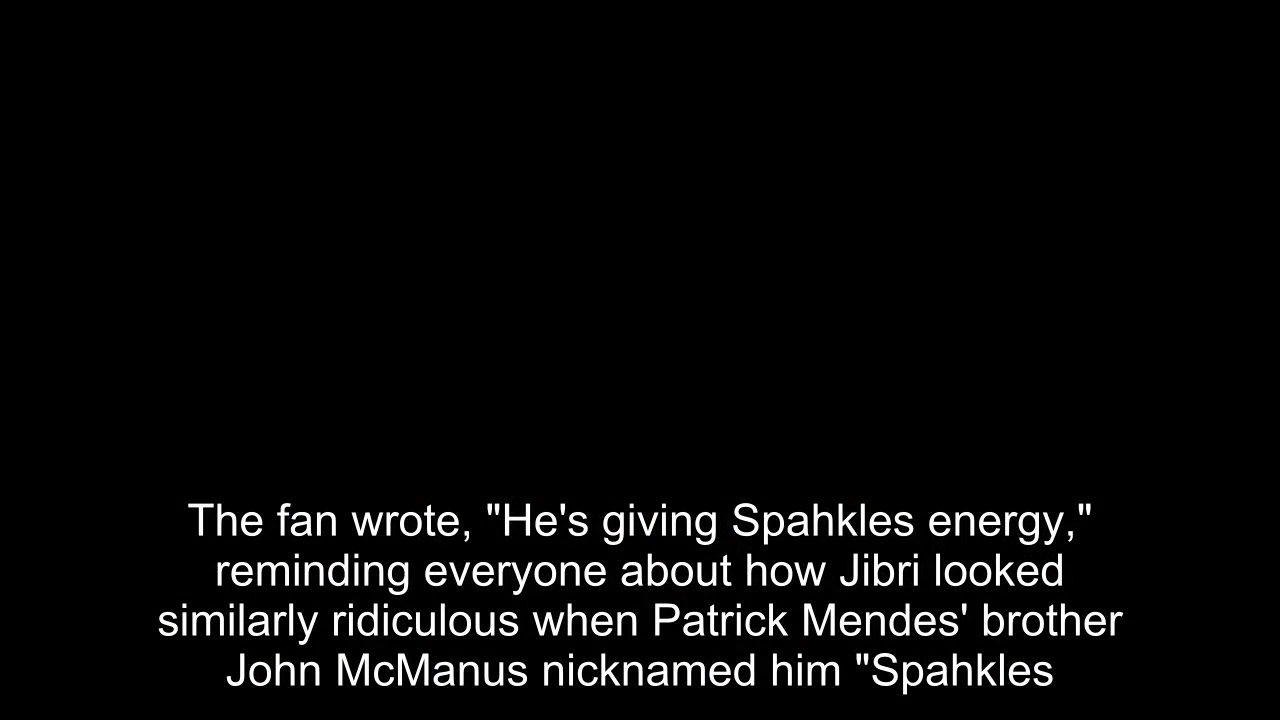 The fan wrote, "He's giving Spahkles energy,"
reminding everyone about how Jibri looked
similarly ridiculous when Patrick Mendes' brother
John McManus nicknamed him "Spahkles